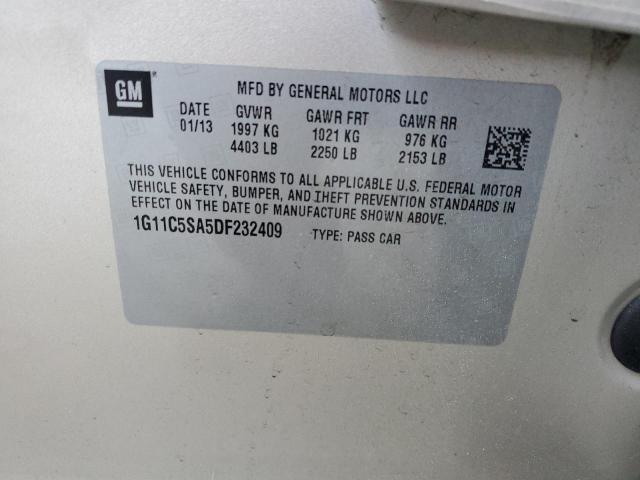 GM
MFD BY GENERAL MOTORS LLC
DATE GVWR GAWR FRT GAWR RR
01/13 1997 KG 1021 KG 976 KG
4403 LB 2250 LB 2153 LB
THIS VEHICLE CONFORMS TO ALL APPLICABLE U.S. FEDERAL MOTOR
VEHICLE SAFETY, BUMPER, AND THEFT PREVENTION STANDARDS IN
EFFECT ON THE DATE OF MANUFACTURE SHOWN ABOVE.
1G11C5SA5DF232409 TYPE: PASS CAR